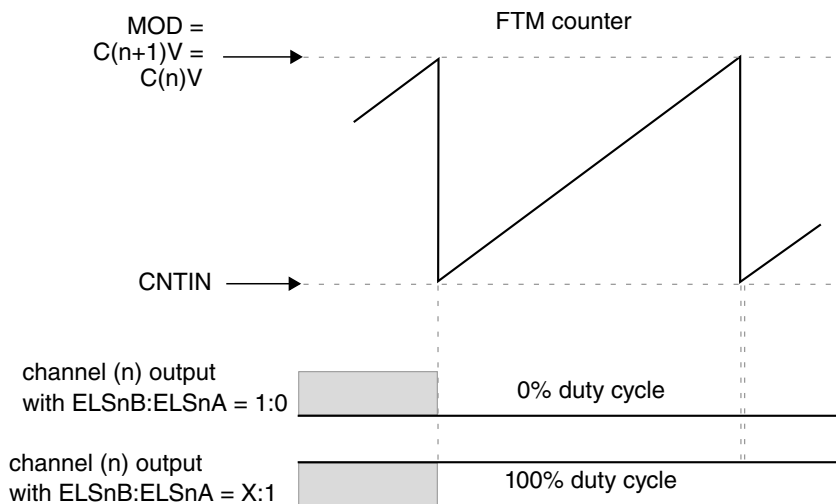 MOD =
C(n+1)V =
C(n)V
FTM counter
CNTIN
channel (n) output
with ELSnB:ELSnA = 1:0
0% duty cycle
channel (n) output
with ELSnB:ELSnA = X:1
100% duty cycle